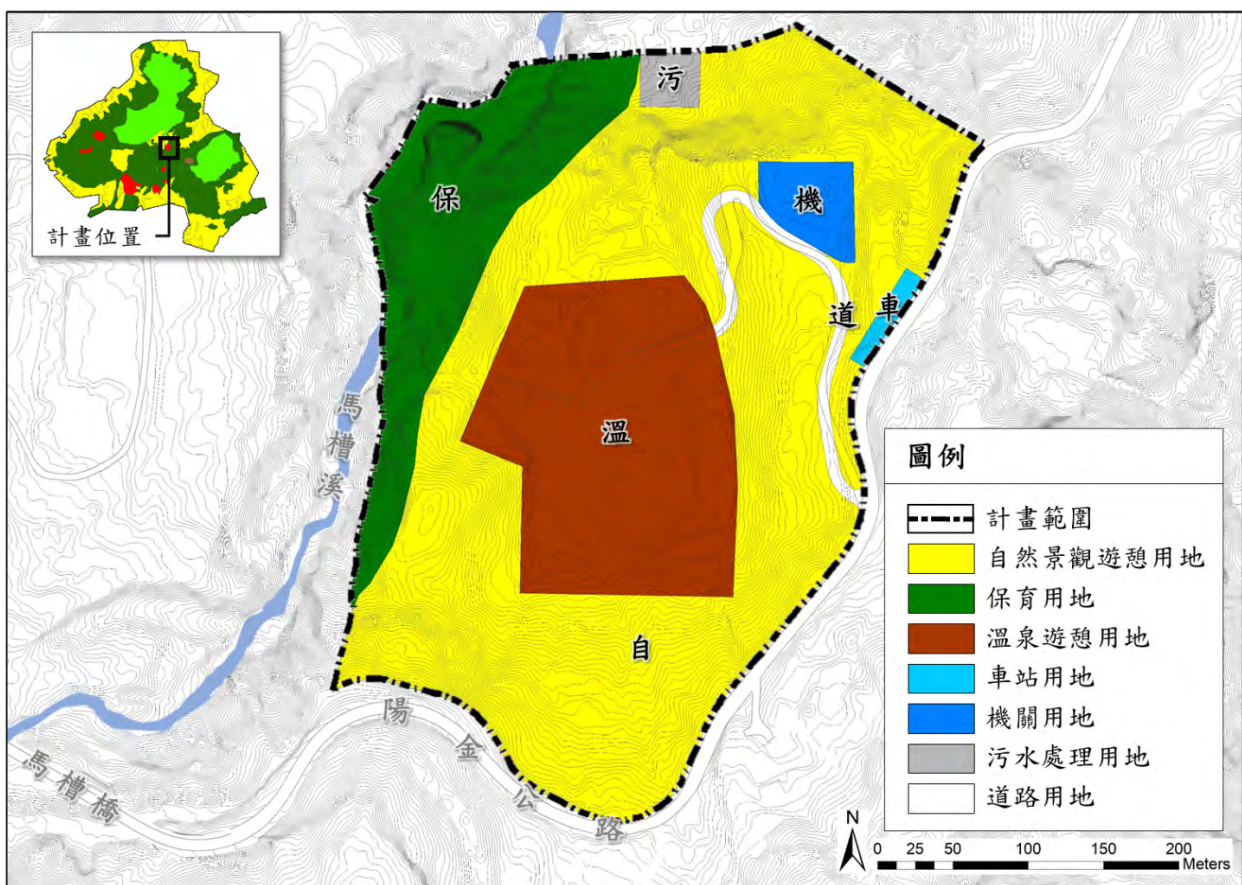 計畫位置
污
保
機
道
車
溫
自
馬槽溪
陽金公路
馬槽橋
圖例
計畫範圍
自然景觀遊憩用地
保育用地
溫泉遊憩用地
車站用地
機關用地
污水處理用地
道路用地
N
0 25 50 100 150 200
Meters